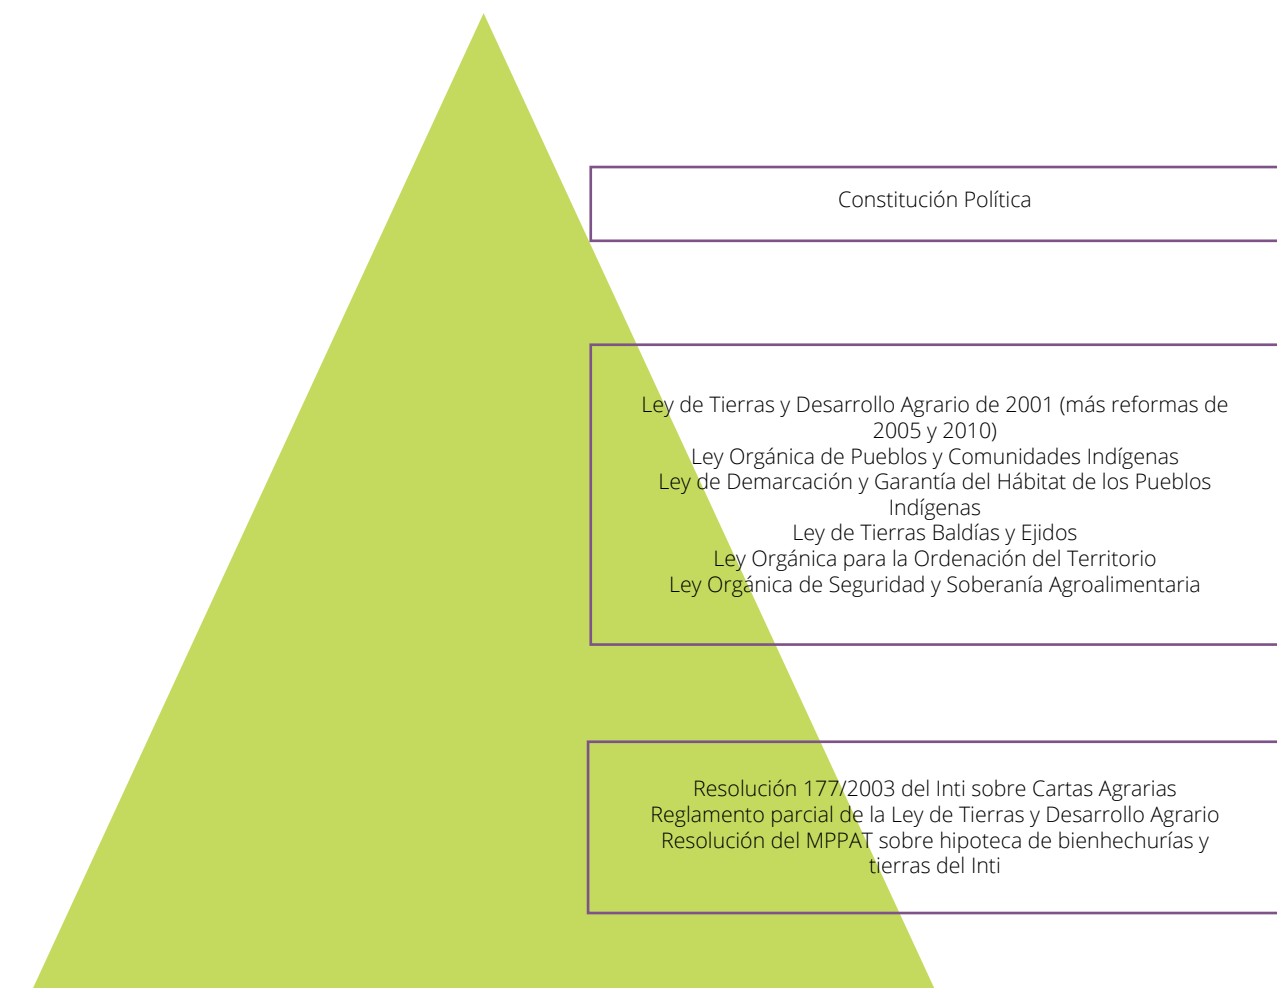 Constitución Política
Ley de Tierras y Desarrollo Agrario de 2001 (más reformas de
2005 y 2010)
Ley Orgánica de Pueblos y Comunidades Indígenas
Ley de Demarcación y Garantía del Hábitat de los Pueblos
Indígenas
Ley de Tierras Baldías y Ejidos
Ley Orgánica para la Ordenación del Territorio
Ley Orgánica de Seguridad y Soberanía Agroalimentaria
Resolución 177/2003 del Inti sobre Cartas Agrarias
Reglamento parcial de la Ley de Tierras y Desarrollo Agrario
Resolución del MPPAT sobre hipoteca de bienhechurías y
tierras del Inti